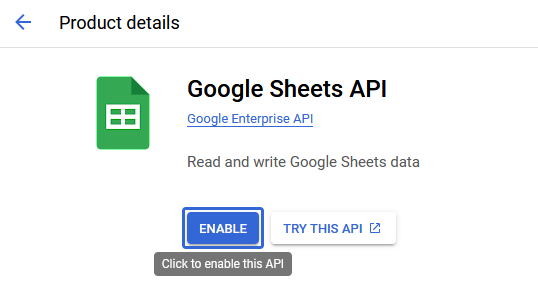 Product details
Google Sheets API
Google Enterprise API
Read and write Google Sheets data
ENABLE
TRY THIS API
Click to enable this API